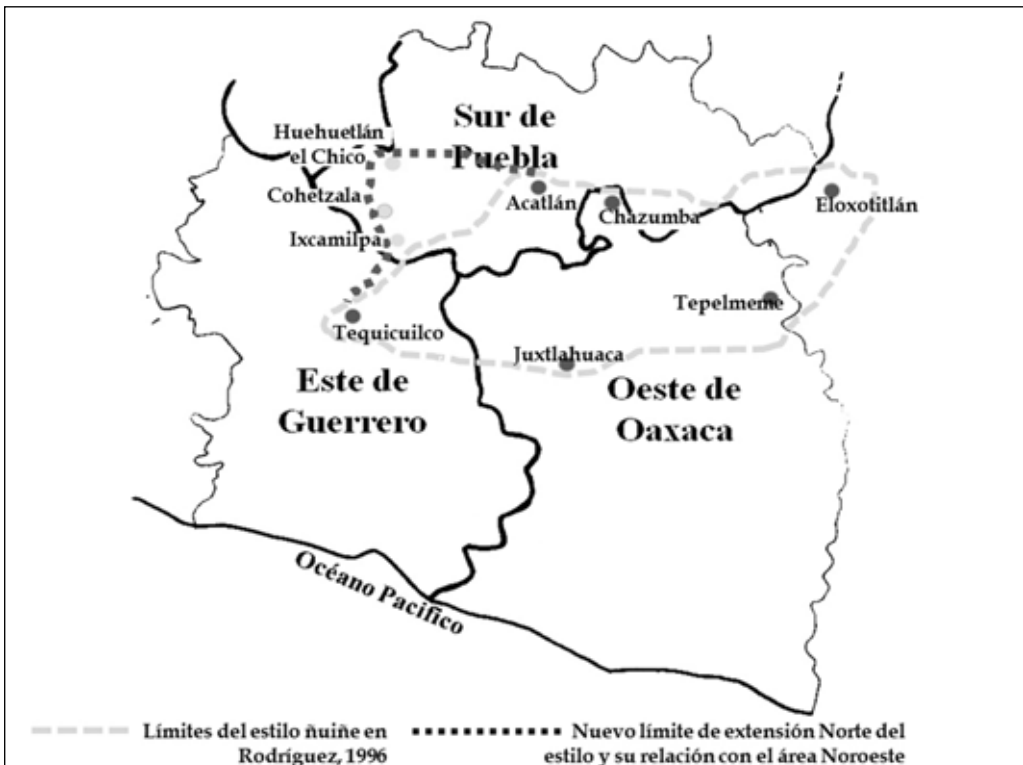 Sur de
Puebla
Huehuetlán
el Chico
Cohetzala
Acatlán
Chazumba
Eloxotitlán
Ixcamilpa
Tepelmeme
Tequicuilco
Juxtlahuaca
Este de
Guerrero
Oeste de
Oaxaca
Océano Pacífico
Límites del estilo ñuiñe en
Rodríguez, 1996
Nuevo límite de extensión Norte del
estilo y su relación con el área Noroeste